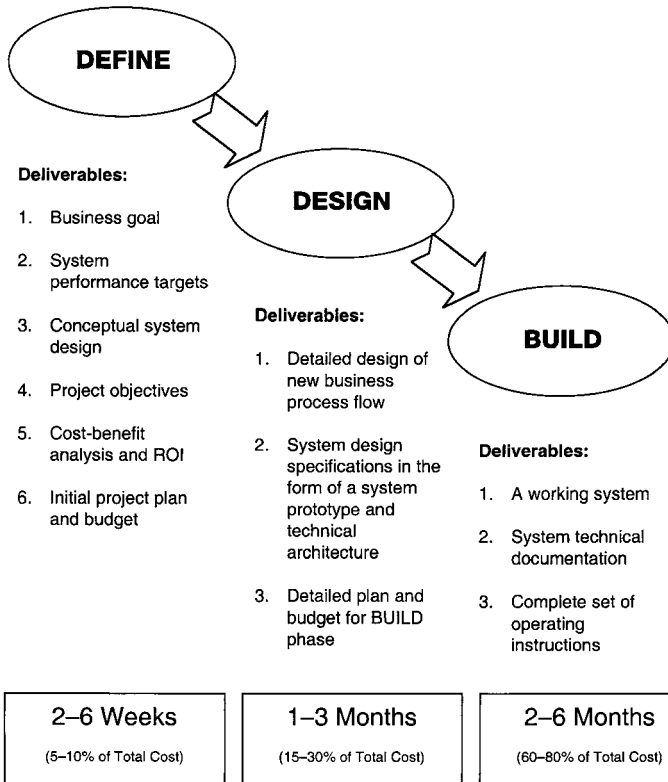 DEFINE
Deliverables:
1. Business goal
2. System
performance targets
3. Conceptual system
design
4. Project objectives
5. Cost-benefit
analysis and ROI
6. Initial project plan
and budget
DESIGN
Deliverables:
1. Detailed design of
new business
process flow
2. System design
specifications in the
form of a system
prototype and
technical
architecture
3. Detailed plan and
budget for BUILD
phase
BUILD
Deliverables:
1. A working system
2. System technical
documentation
3. Complete set of
operating
instructions
2–6 Weeks
(5–10% of Total Cost)
1–3 Months
(15–30% of Total Cost)
2–6 Months
(60–80% of Total Cost)